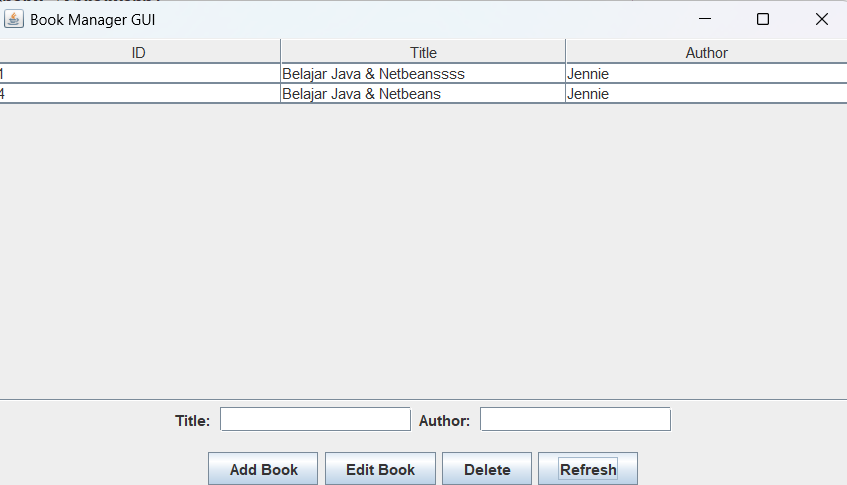 Book Manager GUI
ID Title Author
1 Belajar Java & Netbeanssss Jennie
4 Belajar Java & Netbeans Jennie
Title: Author:
Add Book Edit Book Delete Refresh